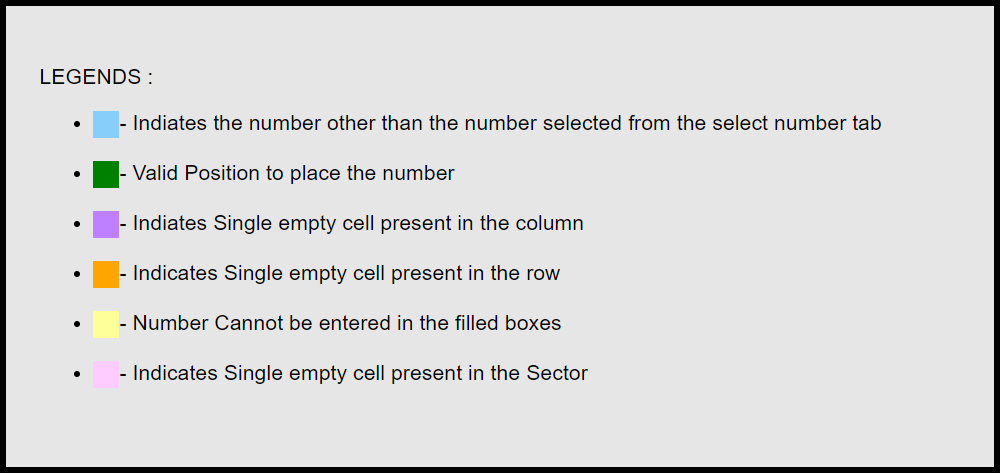 LEGENDS :
- Indiates the number other than the number selected from the select number tab
- Valid Position to place the number
- Indiates Single empty cell present in the column
- Indicates Single empty cell present in the row
- Number Cannot be entered in the filled boxes
- Indicates Single empty cell present in the Sector